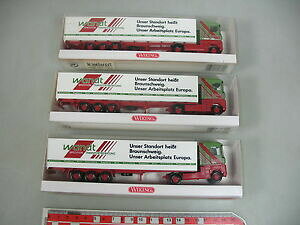 wandt
Unser Standort heißt
Braunschweig.
Unser Arbeitsplatz Europa.
WIKING
wandt
Unser Standort heißt
Braunschweig.
Unser Arbeitsplatz Europa.
WIKING
wandt
Unser Standort heißt
Braunschweig.
Unser Arbeitsplatz Europa.
WIKING